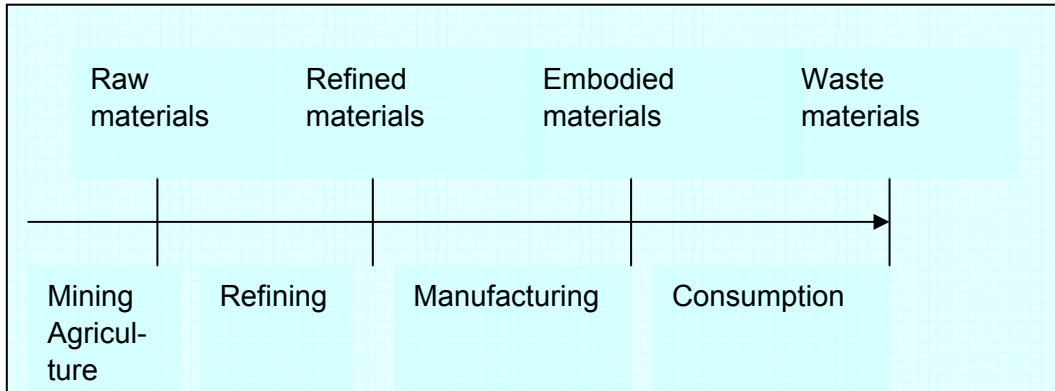 Raw
materials
Refined
materials
Embodied
materials
Waste
materials
Mining
Agricul-
ture
Refining
Manufacturing
Consumption